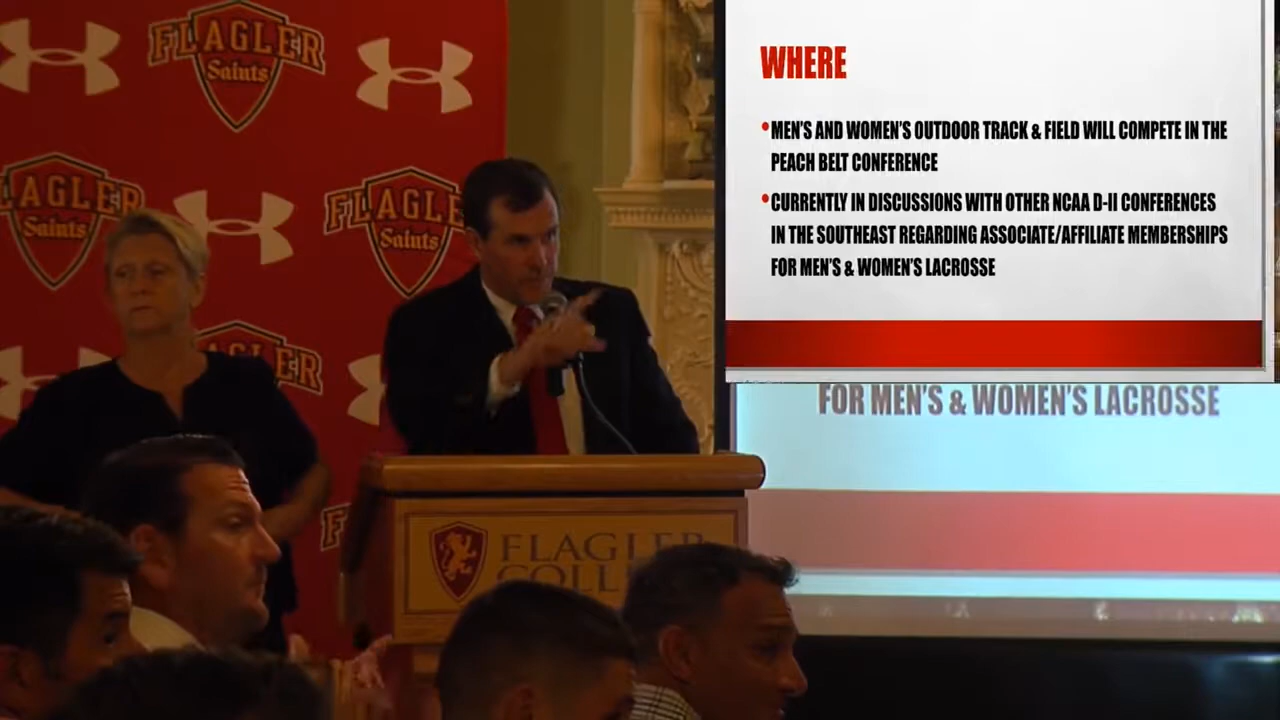 FLAGLER
Saints
FLAGLER
Saints
FLAGLE
Saints
FLAGLER
WHERE
•MEN'S AND WOMEN'S OUTDOOR TRACK & FIELD WILL COMPETE IN THE
PEACH BELT CONFERENCE
•CURRENTLY IN DISCUSSIONS WITH OTHER NCAA D-II CONFERENCES
IN THE SOUTHEAST REGARDING ASSOCIATE/AFFILIATE MEMBERSHIPS
FOR MEN'S & WOMEN'S LACROSSE
FOR MEN'S & WOMEN'S LACROSSE
FLAGLER
COLL